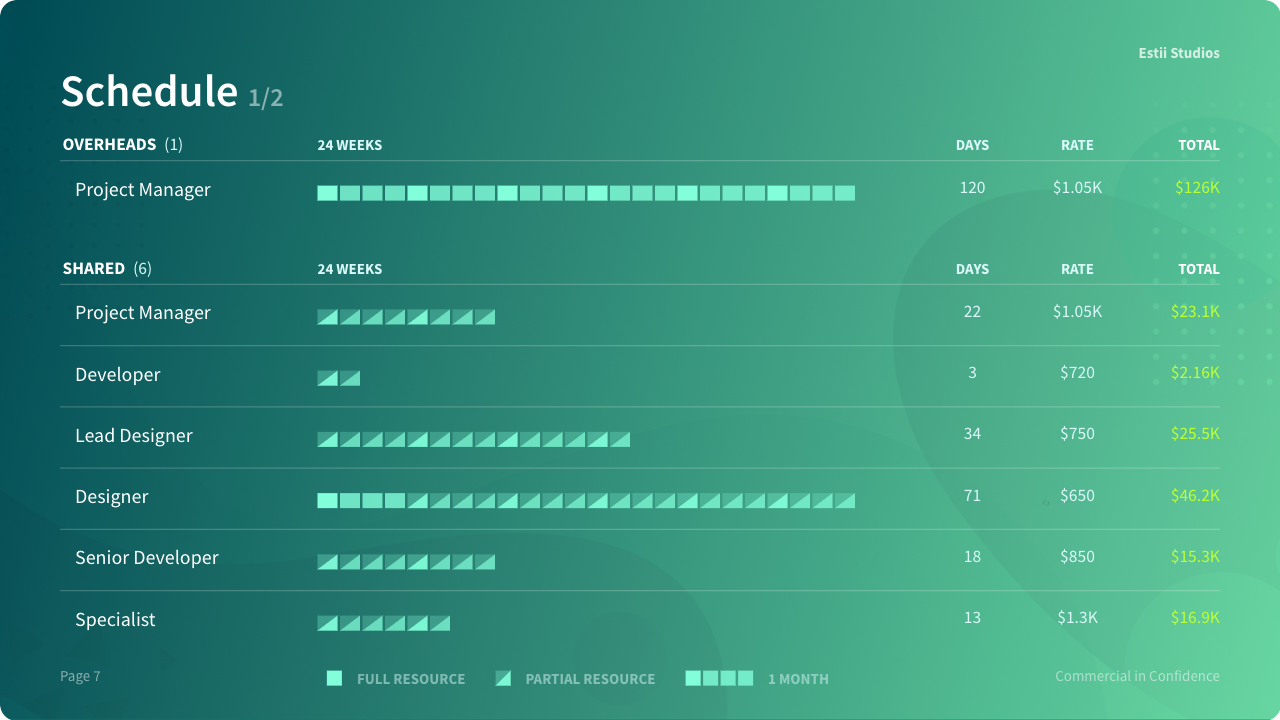 Estii Studios
Schedule 1/2
OVERHEADS (1) 24 WEEKS DAYS RATE TOTAL
Project Manager 120 $1.05K $126K
SHARED (6) 24 WEEKS DAYS RATE TOTAL
Project Manager 22 $1.05K $23.1K
Developer 3 $720 $2.16K
Lead Designer 34 $750 $25.5K
Designer 71 $650 $46.2K
Senior Developer 18 $850 $15.3K
Specialist 13 $1.3K $16.9K
Page 7 FULL RESOURCE PARTIAL RESOURCE 1 MONTH Commercial in Confidence